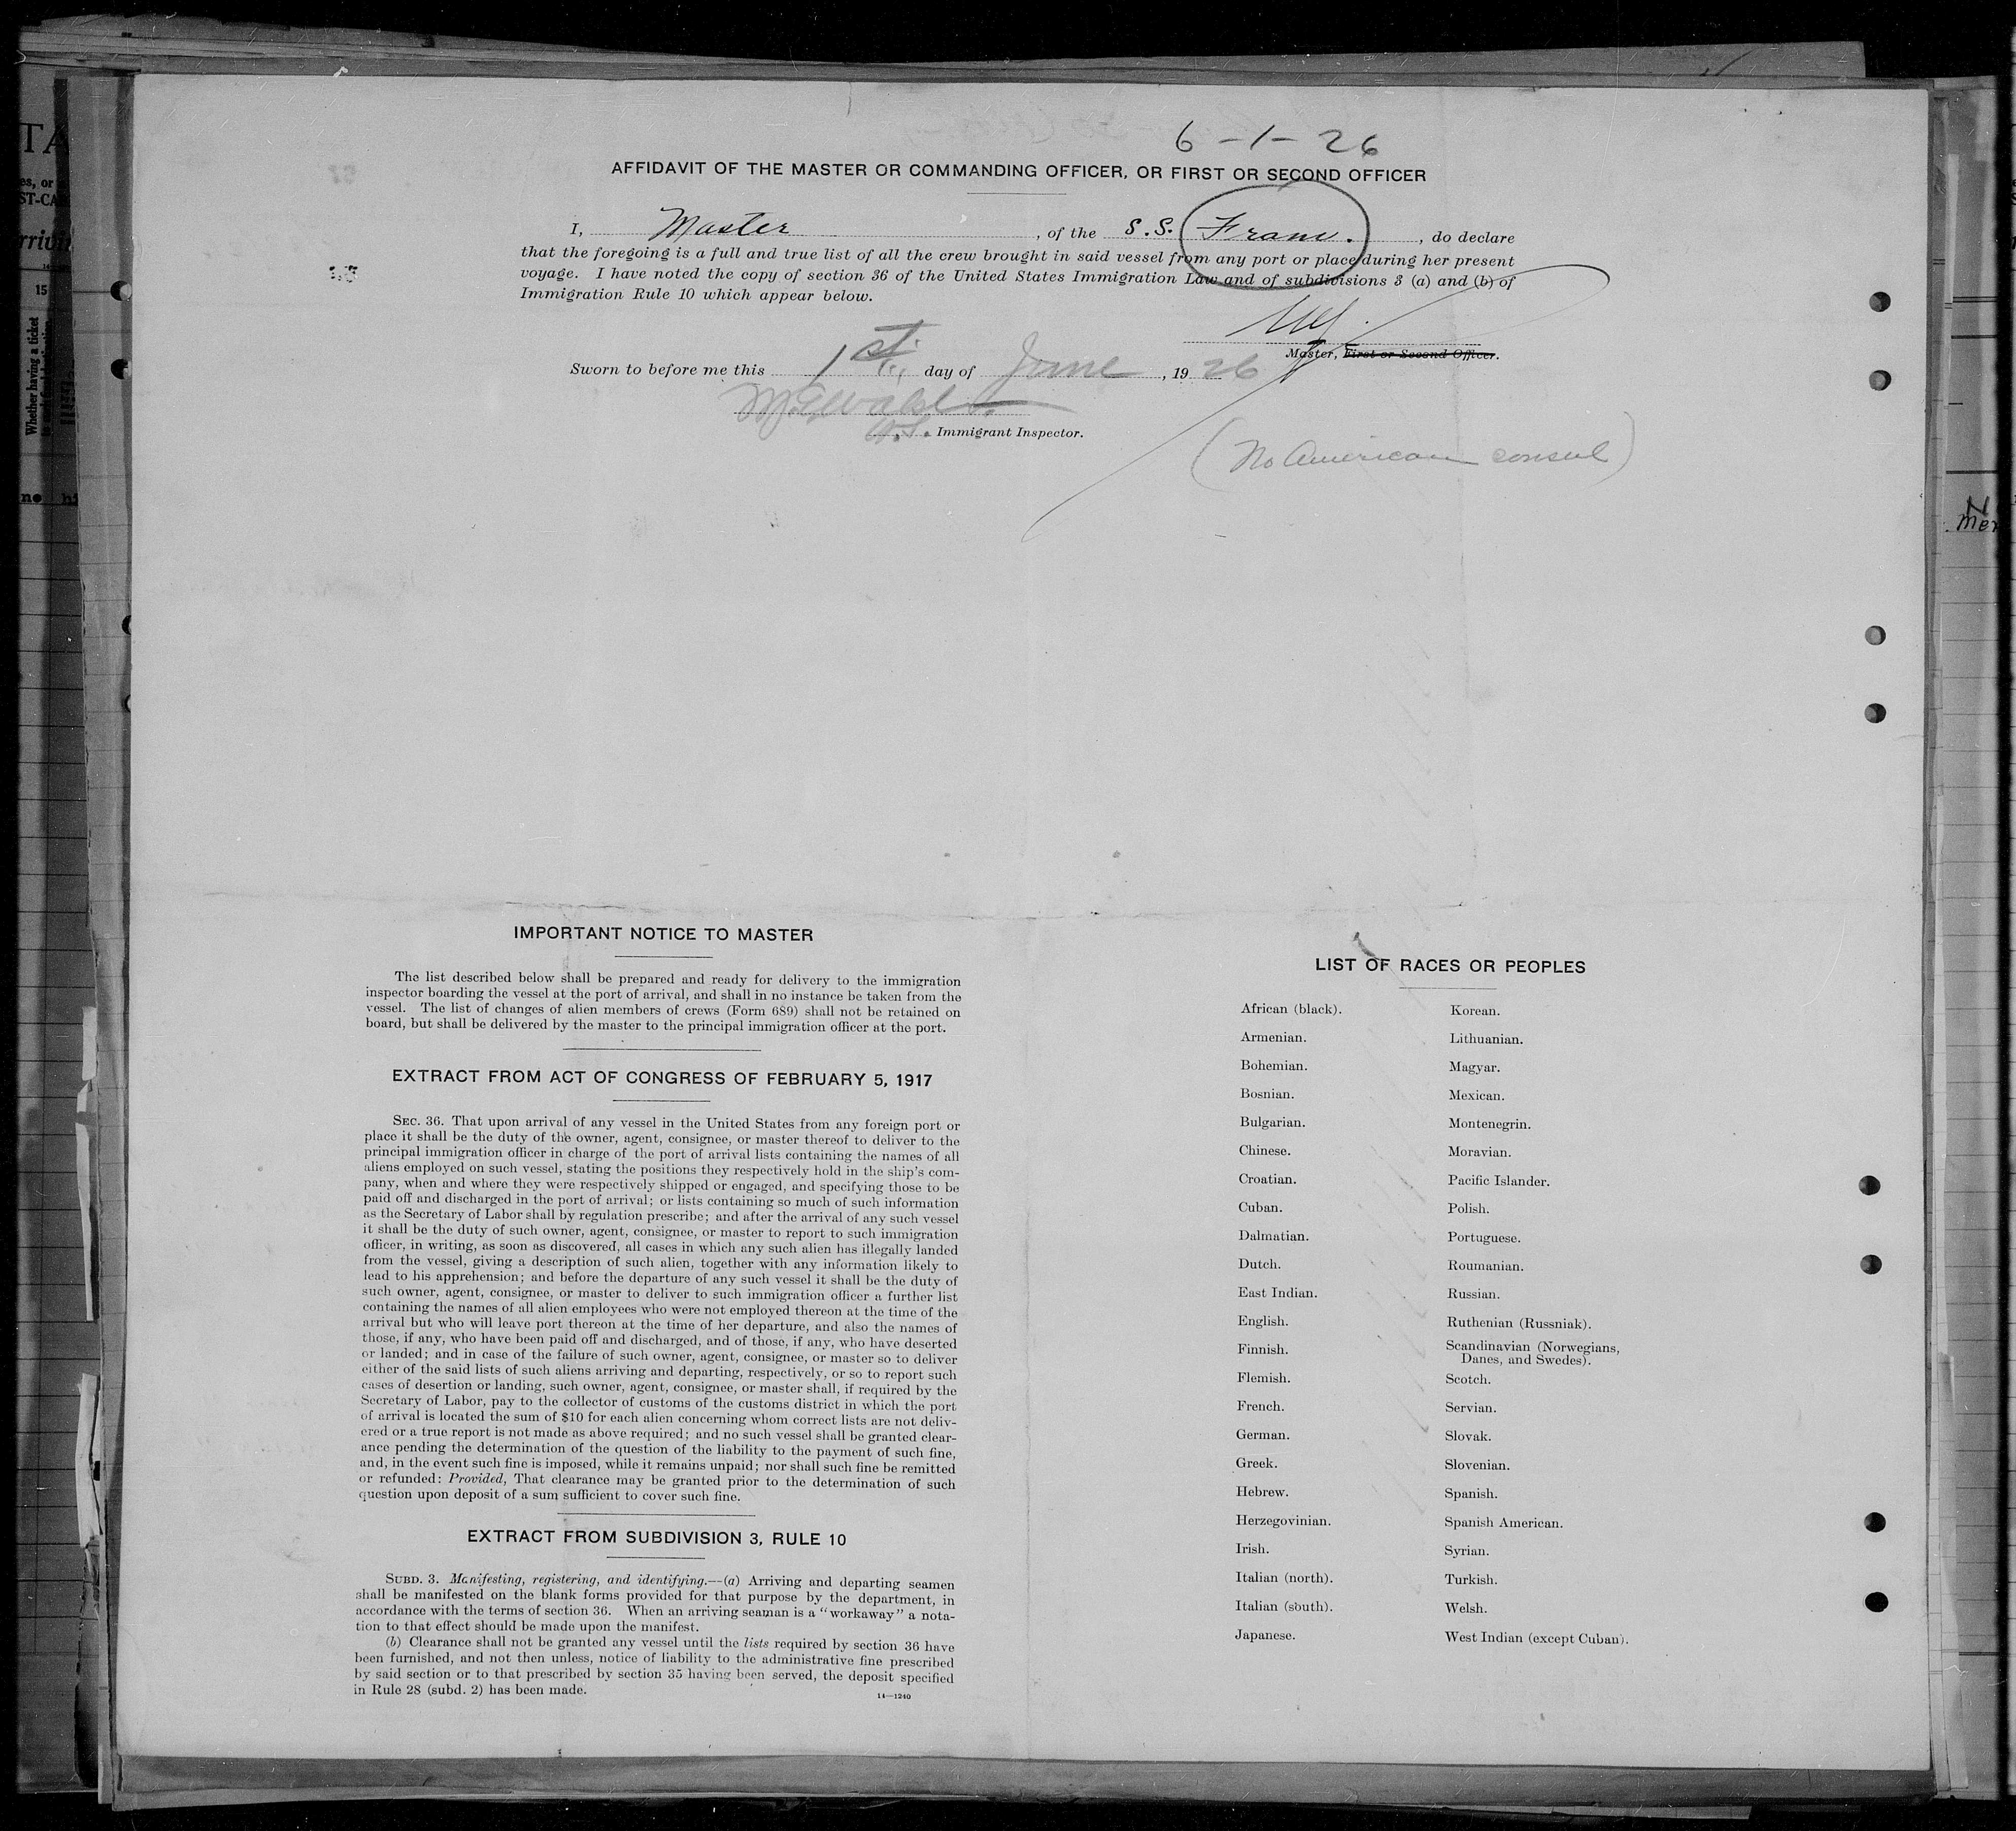 6-1-26
AFFIDAVIT OF THE MASTER OR COMMANDING OFFICER, OR FIRST OR SECOND OFFICER
I, Master, of the S.S. Fram., do declare
that the foregoing is a full and true list of all the crew brought in said vessel from any port or place during her present
voyage. I have noted the copy of section 36 of the United States Immigration Law and of subdivisions 3 (a) and (b) of
Immigration Rule 10 which appear below.
Master, First or Second Officer.
Sworn to before me this 1st. day of June, 1926
Immigrant Inspector.
(No American consul)
IMPORTANT NOTICE TO MASTER
The list described below shall be prepared and ready for delivery to the immigration
inspector boarding the vessel at the port of arrival, and shall in no instance be taken from the
vessel. The list of changes of alien members of crews (Form 689) shall not be retained on
board, but shall be delivered by the master to the principal immigration officer at the port.
EXTRACT FROM ACT OF CONGRESS OF FEBRUARY 5, 1917
SEC. 36. That upon arrival of any vessel in the United States from any foreign port or
place it shall be the duty of the owner, agent, consignee, or master thereof to deliver to the
principal immigration officer in charge of the port of arrival lists containing the names of all
aliens employed on such vessel, stating the positions they respectively hold in the ship's com-
pany, when and where they were respectively shipped or engaged, and specifying those to be
paid off and discharged in the port of arrival; or lists containing so much of such information
as the Secretary of Labor shall by regulation prescribe; and after the arrival of any such vessel
it shall be the duty of such owner, agent, consignee, or master to report to such immigration
officer, in writing, as soon as discovered, all cases in which any such alien has illegally landed
from the vessel, giving a description of such alien, together with any information likely to
lead to his apprehension; and before the departure of any such vessel it shall be the duty of
such owner, agent, consignee, or master to deliver to such immigration officer a further list
containing the names of all alien employees who were not employed thereon at the time of the
arrival but who will leave port thereon at the time of her departure, and also the names of
those, if any, who have been paid off and discharged, and of those, if any, who have deserted
or landed; and in case of the failure of such owner, agent, consignee, or master so to deliver
either of the said lists of such aliens arriving and departing, respectively, or so to report such
cases of desertion or landing, such owner, agent, consignee, or master shall, if required by the
Secretary of Labor, pay to the collector of customs of the customs district in which the port
of arrival is located the sum of $10 for each alien concerning whom correct lists are not deliv-
ered or a true report is not made as above required; and no such vessel shall be granted clear-
ance pending the determination of the question of the liability to the payment of such fine,
and, in the event such fine is imposed, while it remains unpaid; nor shall such fine be remitted
or refunded: Provided, That clearance may be granted prior to the determination of such
question upon deposit of a sum sufficient to cover such fine.
EXTRACT FROM SUBDIVISION 3, RULE 10
SUBD. 3. Manifesting, registering, and identifying.—(a) Arriving and departing seamen
shall be manifested on the blank forms provided for that purpose by the department, in
accordance with the terms of section 36. When an arriving seaman is a "workaway" a nota-
tion to that effect should be made upon the manifest.
(b) Clearance shall not be granted any vessel until the lists required by section 36 have
been furnished, and not then unless, notice of liability to the administrative fine prescribed
by said section or to that prescribed by section 35 having been served, the deposit specified
in Rule 28 (subd. 2) has been made.
14—1240
LIST OF RACES OR PEOPLES
African (black).
Armenian.
Bohemian.
Bosnian.
Bulgarian.
Chinese.
Croatian.
Cuban.
Dalmatian.
Dutch.
East Indian.
English.
Finnish.
Flemish.
French.
German.
Greek.
Hebrew.
Herzegovinian.
Irish.
Italian (north).
Italian (south).
Japanese.
Korean.
Lithuanian.
Magyar.
Mexican.
Montenegrin.
Moravian.
Pacific Islander.
Polish.
Portuguese.
Roumanian.
Russian.
Ruthenian (Russniak).
Scandinavian (Norwegians,
Danes, and Swedes).
Scotch.
Servian.
Slovak.
Slovenian.
Spanish.
Spanish American.
Syrian.
Turkish.
Welsh.
West Indian (except Cuban).